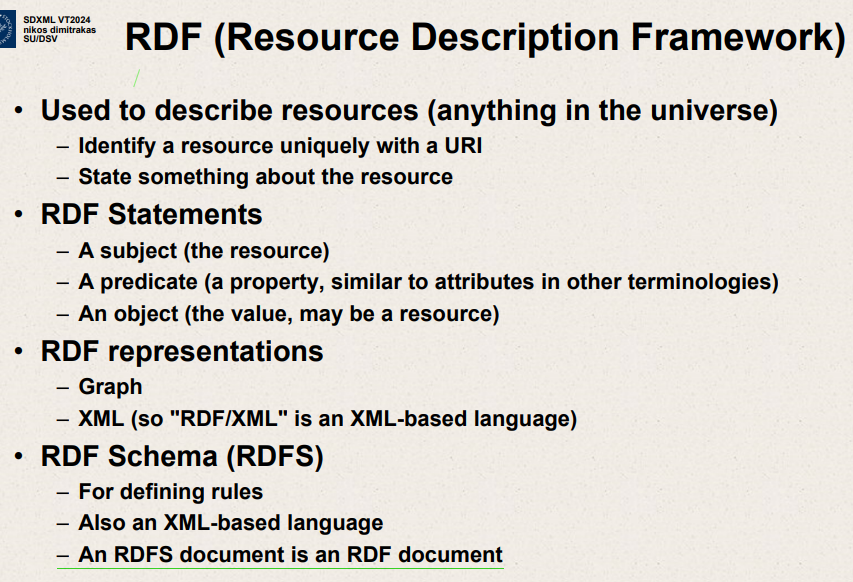 SDXML VT2024
nikos dimitrakas
SU/DSV
RDF (Resource Description Framework)
• Used to describe resources (anything in the universe)
– Identify a resource uniquely with a URI
– State something about the resource
• RDF Statements
– A subject (the resource)
– A predicate (a property, similar to attributes in other terminologies)
– An object (the value, may be a resource)
• RDF representations
– Graph
– XML (so "RDF/XML" is an XML-based language)
• RDF Schema (RDFS)
– For defining rules
– Also an XML-based language
– An RDFS document is an RDF document